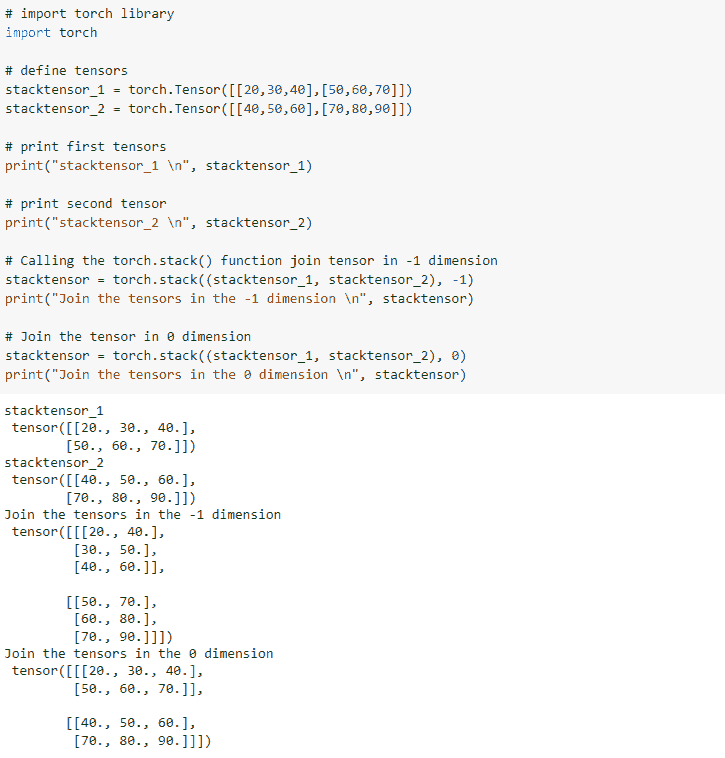 # import torch library
import torch
# define tensors
stacktensor_1 = torch.Tensor([[20,30,40],[50,60,70]])
stacktensor_2 = torch.Tensor([[40,50,60],[70,80,90]])
# print first tensors
print("stacktensor_1 \n", stacktensor_1)
# print second tensor
print("stacktensor_2 \n", stacktensor_2)
# Calling the torch.stack() function join tensor in -1 dimension
stacktensor = torch.stack((stacktensor_1, stacktensor_2), -1)
print("Join the tensors in the -1 dimension \n", stacktensor)
# Join the tensor in 0 dimension
stacktensor = torch.stack((stacktensor_1, stacktensor_2), 0)
print("Join the tensors in the 0 dimension \n", stacktensor)
stacktensor_1
 tensor([[20., 30., 40.],
        [50., 60., 70.]])
stacktensor_2
 tensor([[40., 50., 60.],
        [70., 80., 90.]])
Join the tensors in the -1 dimension
 tensor([[[20., 40.],
         [30., 50.],
         [40., 60.]],
        [[50., 70.],
         [60., 80.],
         [70., 90.]]])
Join the tensors in the 0 dimension
 tensor([[[20., 30., 40.],
         [50., 60., 70.]],
        [[40., 50., 60.],
         [70., 80., 90.]]])